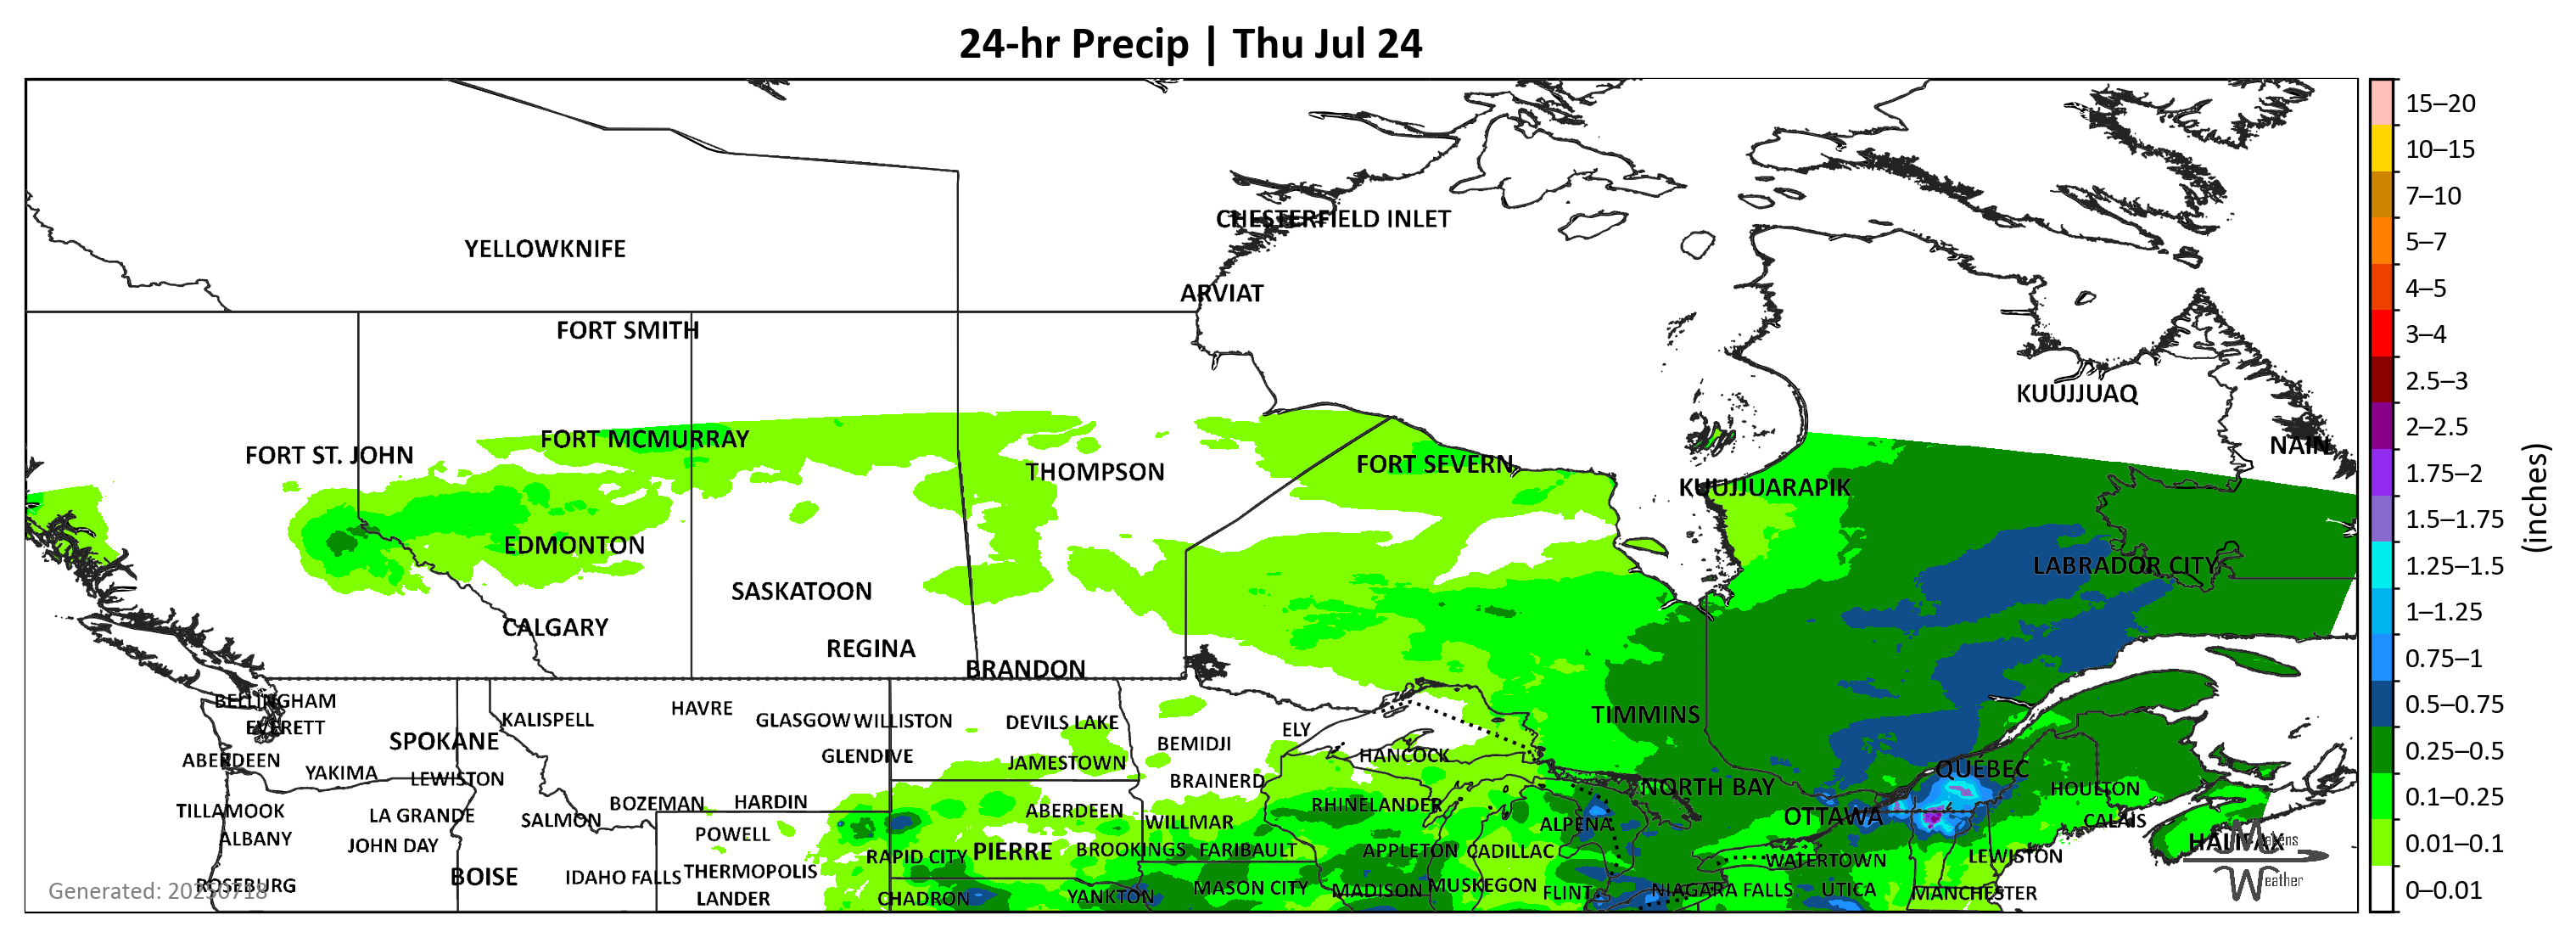 24-hr Precip | Thu Jul 24
CHESTERFIELD INLET
YELLOWKNIFE
ARVIAT
FORT SMITH
KUUJJUAQ
FORT MCMURRAY
NAIN
FORT ST. JOHN
FORT SEVERN
THOMPSON
KUUJJUARAPIK
EDMONTON
LABRADOR CITY
SASKATOON
CALGARY
REGINA
BRANDON
BELLINGHAM
HAVRE
TIMMINS
KALISPELL
GLASGOW WILLISTON
DEVILS LAKE
EVERETT
ELY
SPOKANE
BEMIDJI
GLENDIVE
HANCOCK
ABERDEEN
JAMESTOWN
QUÉBEC
YAKIMA
LEWISTON
BRAINERD
NORTH BAY
HOULTON
BOZEMAN
HARDIN
RHINELANDER
TILLAMOOK
LA GRANDE
SALMON
ABERDEEN
WILLMAR
ALPENA
OTTAWA
CALAIS
ALBANY
POWELL
JOHN DAY
RAPID CITY
PIERRE
BROOKINGS
FARIBAULT
APPLETON
CADILLAC
WATERTOWN
LEWISTON
HALIFAX
THERMOPOLIS
BOISE
IDAHO FALLS
ROSEBURG
MASON CITY
MADISON
MUSKEGON
FLINT
NIAGARA FALLS
UTICA
MANCHESTER
LANDER
CHADRON
YANKTON
Generated: 20250718
Weather
15–20
10–15
7–10
5–7
4–5
3–4
2.5–3
2–2.5
1.75–2
1.5–1.75
1.25–1.5
1–1.25
0.75–1
0.5–0.75
0.25–0.5
0.1–0.25
0.01–0.1
0–0.01
(inches)